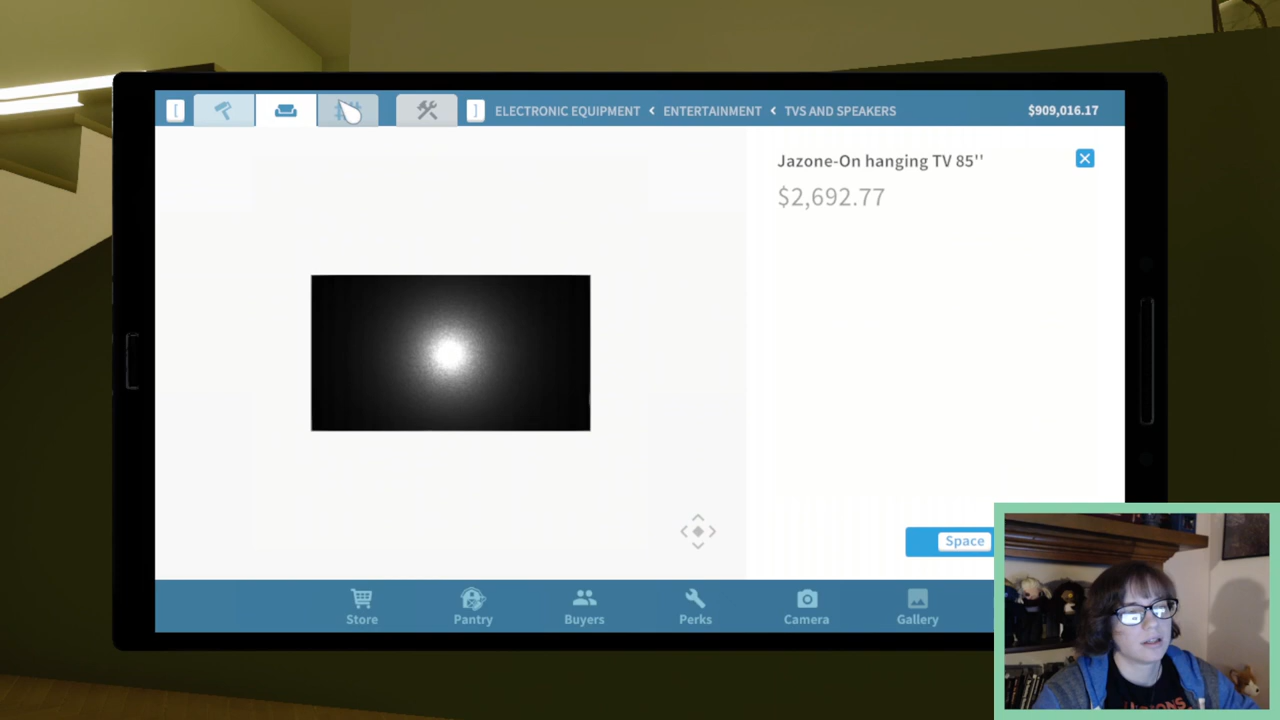 [
]
ELECTRONIC EQUIPMENT < ENTERTAINMENT < TVS AND SPEAKERS
$909,016.17
Jazone-On hanging TV 85''
$2,692.77
Space
Store
Pantry
Buyers
Perks
Camera
Gallery